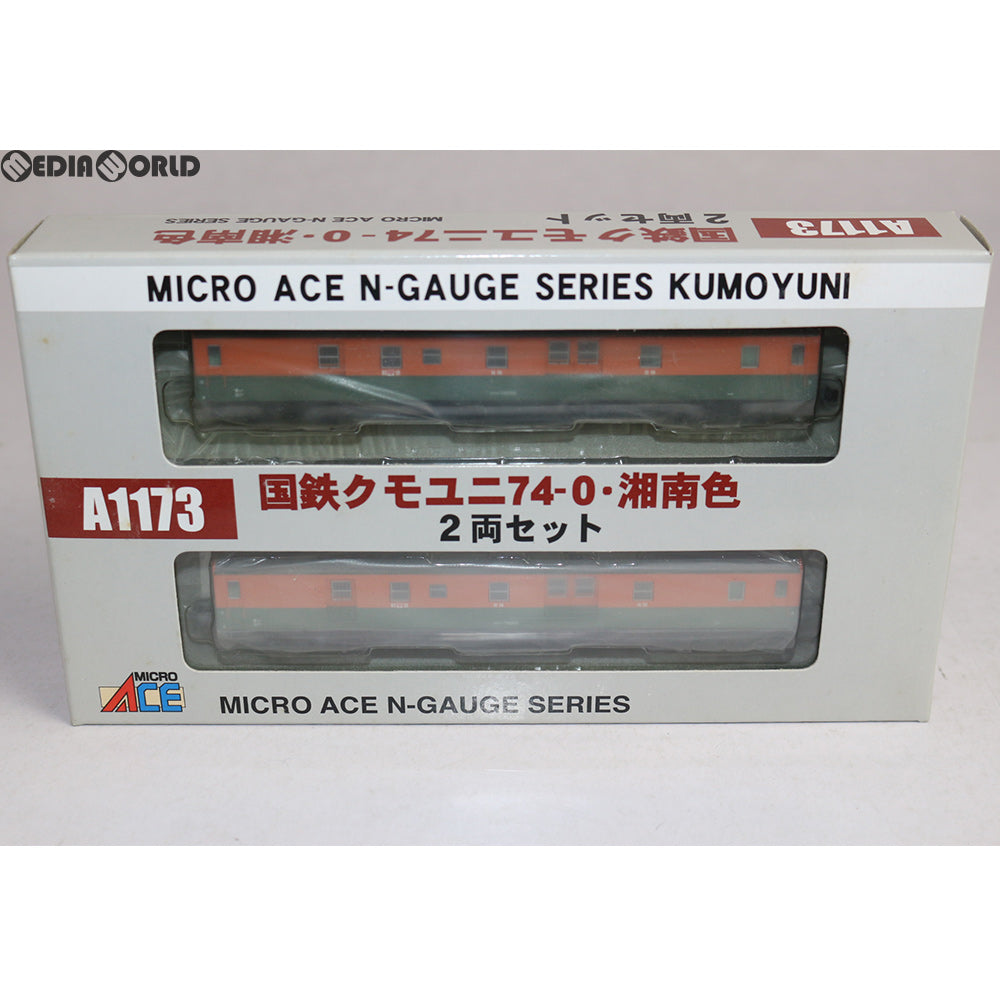 MEDIAWORLD
A1173
国鉄クモユニ74-0・湘南色
2両セット
MICRO ACE N-GAUGE SERIES
MICRO ACE N-GAUGE SERIES KUMOYUNI
A1173
国鉄クモユニ74-0・湘南色
2両セット
MICRO
ACE
MICRO ACE N-GAUGE SERIES